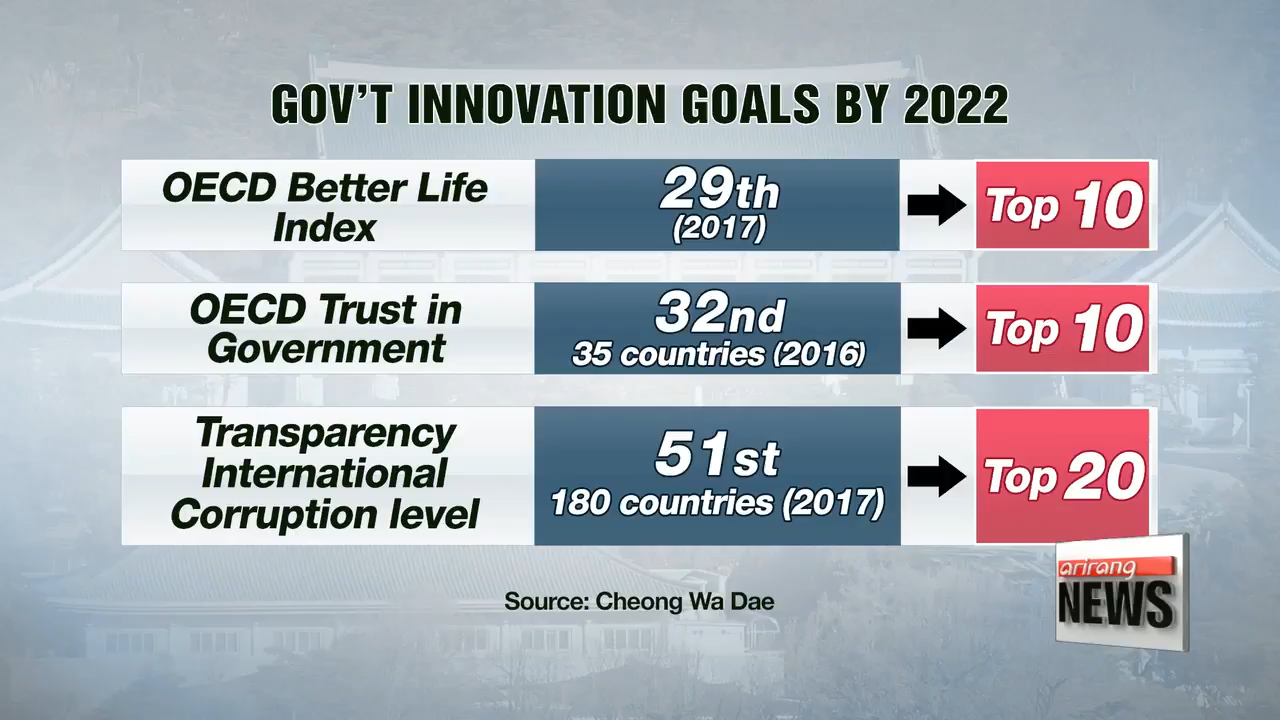 GOV'T INNOVATION GOALS BY 2022
OECD Better Life
Index
29th
(2017)
Top 10
OECD Trust in
Government
32nd
35 countries (2016)
Top 10
Transparency
International
Corruption level
51st
180 countries (2017)
Top 20
Source: Cheong Wa Dae
arirang
NEWS